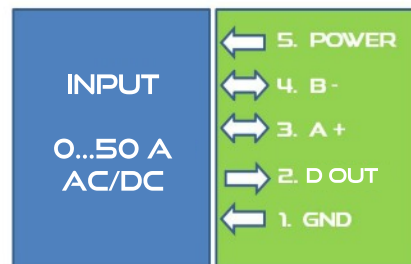 INPUT
0...50 A
AC/DC
5. POWER
4. B-
3. A+
2. D OUT
1. GND